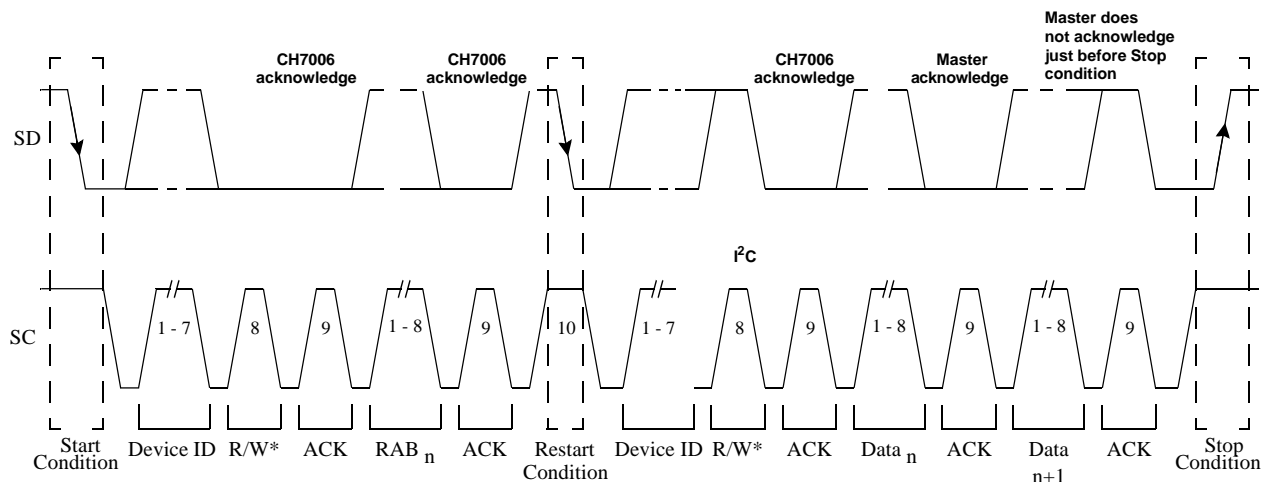 CH7006
acknowledge
CH7006
acknowledge
CH7006
acknowledge
Master
acknowledge
Master does
not acknowledge
just before Stop
condition
SD
I²C
SC
1 - 7
8
9
1 - 8
9
10
1 - 7
8
9
1 - 8
9
1 - 8
9
Start
Condition
Device ID
R/W*
ACK
RAB n
ACK
Restart
Condition
Device ID
R/W*
ACK
Data n
ACK
Data
n+1
ACK
Stop
Condition